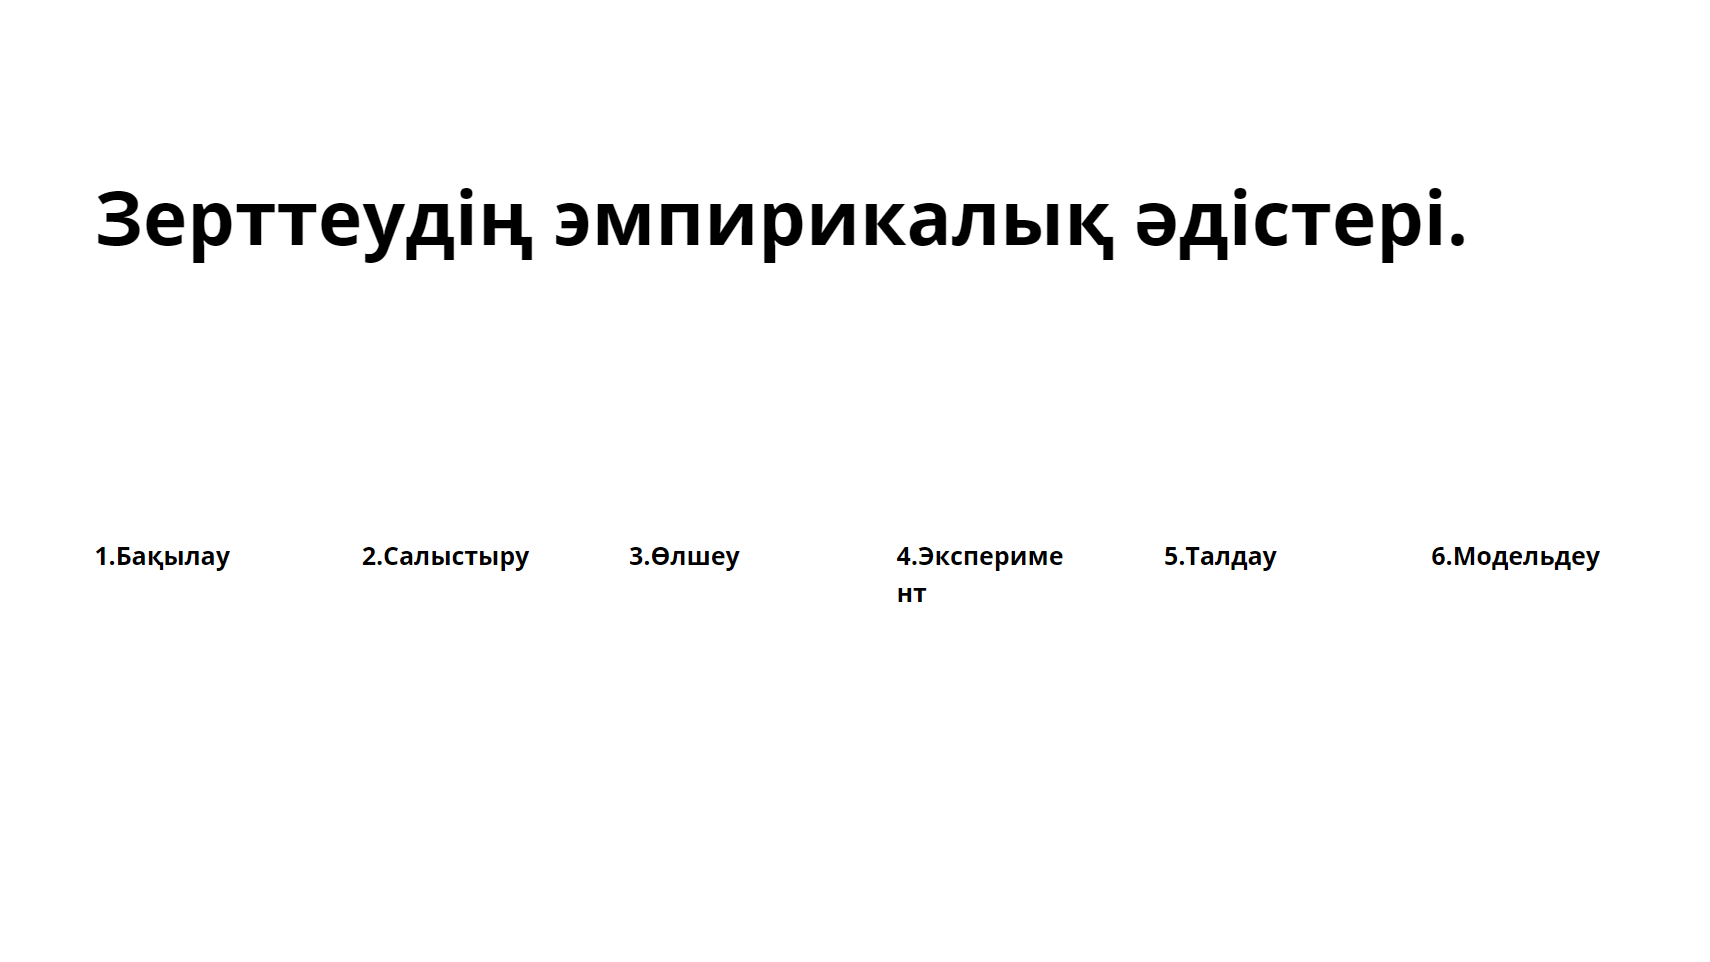 Зерттеудің эмпирикалық әдістері.
1.Бақылау
2.Салыстыру
3.Өлшеу
4.Экспериме
нт
5.Талдау
6.Модельдеу